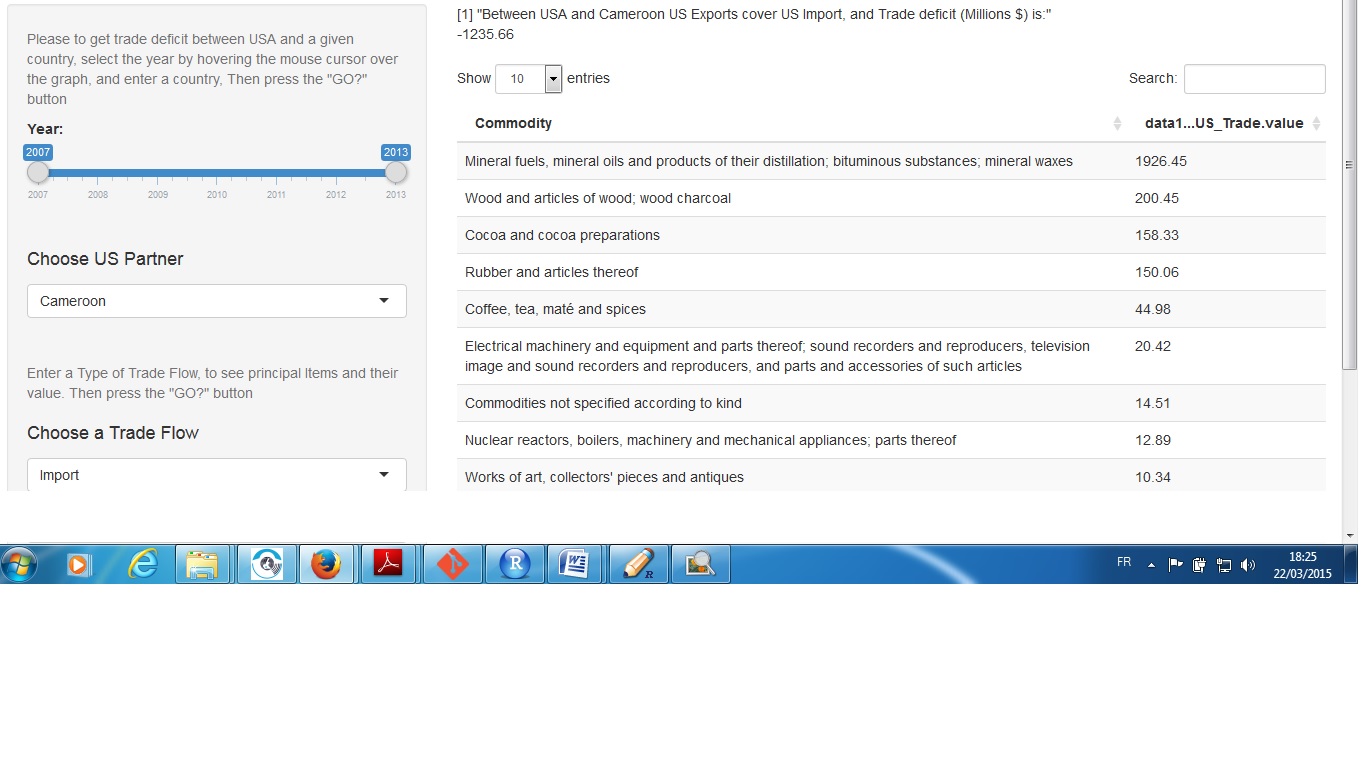 Please to get trade deficit between USA and a given
country, select the year by hovering the mouse cursor over
the graph, and enter a country, Then press the "GO?"
button
Year:
2007 2013
2007 2008 2009 2010 2011 2012 2013
Choose US Partner
Cameroon
Enter a Type of Trade Flow, to see principal Items and their
value. Then press the "GO?" button
Choose a Trade Flow
Import
[1] "Between USA and Cameroon US Exports cover US Import, and Trade deficit (Millions $) is:"
-1235.66
Show 10 entries Search:
Commodity data1...US_Trade.value
Mineral fuels, mineral oils and products of their distillation; bituminous substances; mineral waxes 1926.45
Wood and articles of wood; wood charcoal 200.45
Cocoa and cocoa preparations 158.33
Rubber and articles thereof 150.06
Coffee, tea, maté and spices 44.98
Electrical machinery and equipment and parts thereof; sound recorders and reproducers, television 20.42
image and sound recorders and reproducers, and parts and accessories of such articles
Commodities not specified according to kind 14.51
Nuclear reactors, boilers, machinery and mechanical appliances; parts thereof 12.89
Works of art, collectors' pieces and antiques 10.34
FR 18:25
22/03/2015